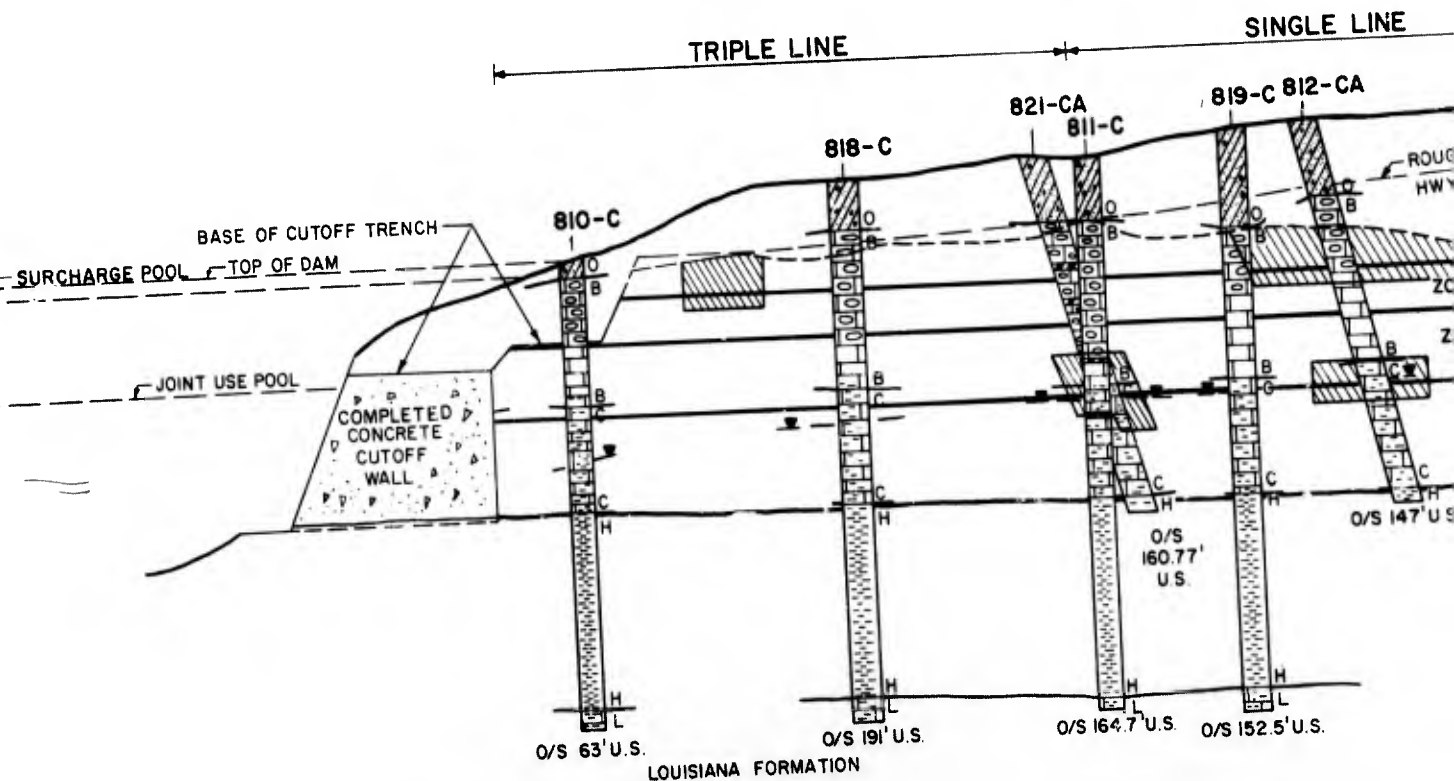 TRIPLE LINE
SINGLE LINE
821-CA
819-C
812-CA
811-C
818-C
810-C
BASE OF CUTOFF TRENCH
SURCHARGE POOL
TOP OF DAM
HWY
JOINT USE POOL
COMPLETED
CONCRETE
CUTOFF
WALL
O
B
O
B
O
B
O
B
O
B
B
C
B
C
B
C
B
C
C
H
C
H
C
H
C
H
C
H
H
L
H
L
H
L
H
L
O/S 63' U.S.
O/S 191' U.S.
O/S 164.7' U.S.
O/S 152.5' U.S.
O/S
160.77'
U.S.
O/S 147' U.S
LOUISIANA FORMATION